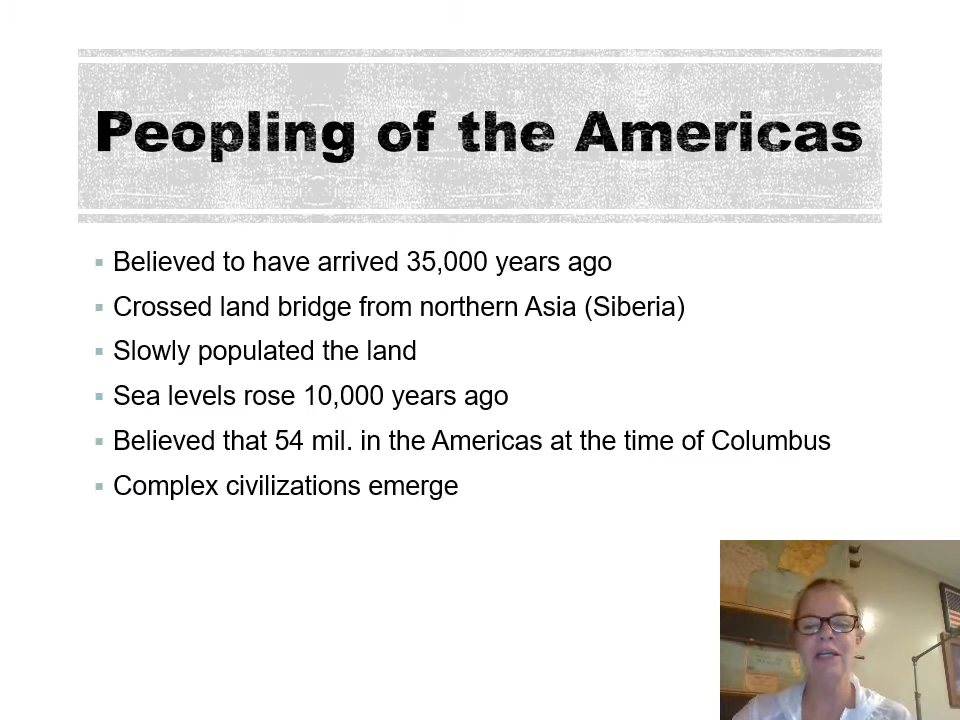 Peopling of the Americas
Believed to have arrived 35,000 years ago
Crossed land bridge from northern Asia (Siberia)
Slowly populated the land
Sea levels rose 10,000 years ago
Believed that 54 mil. in the Americas at the time of Columbus
Complex civilizations emerge